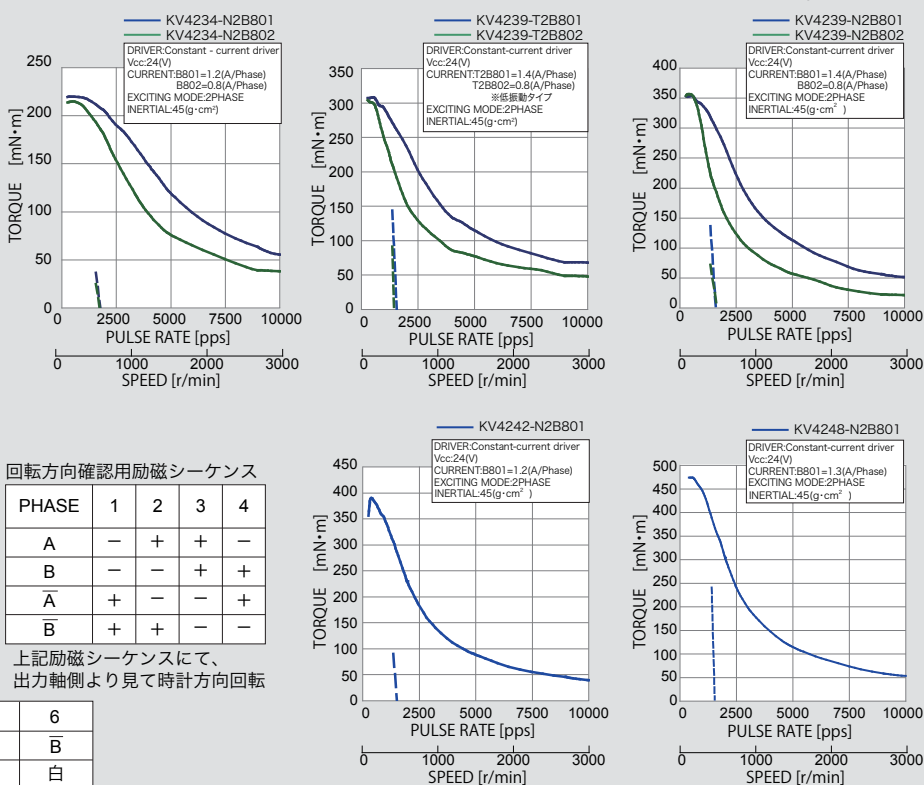 KV4234-N2B801
KV4234-N2B802
DRIVER:Constant - current driver
Vcc:24(V)
CURRENT:B801=1.2(A/Phase)
B802=0.8(A/Phase)
EXCITING MODE:2PHASE
INERTIAL:45(g･cm²)
TORQUE [mN･m]
250
200
150
100
50
0
0 2500 5000 7500 10000
PULSE RATE [pps]
0 1000 2000 3000
SPEED [r/min]
KV4239-T2B801
KV4239-T2B802
DRIVER:Constant-current driver
Vcc:24(V)
CURRENT:T2B801=1.4(A/Phase)
T2B802=0.8(A/Phase)
※低振動タイプ
EXCITING MODE:2PHASE
INERTIAL:45(g･cm²)
TORQUE [mN･m]
350
300
250
200
150
100
50
0
0 2500 5000 7500 10000
PULSE RATE [pps]
0 1000 2000 3000
SPEED [r/min]
KV4239-N2B801
KV4239-N2B802
DRIVER:Constant-current driver
Vcc:24(V)
CURRENT:B801=1.4(A/Phase)
B802=0.8(A/Phase)
EXCITING MODE:2PHASE
INERTIAL:45(g･cm² )
TORQUE [mN･m]
400
350
300
250
200
150
100
50
0
0 2500 5000 7500 10000
PULSE RATE [pps]
0 1000 2000 3000
SPEED [r/min]
回転方向確認用励磁シーケンス
PHASE 1 2 3 4
A − + + −
B − − + +
A̅ + − − +
B̅ + + − −
上記励磁シーケンスにて、
出力軸側より見て時計方向回転
6
B̅
白
KV4242-N2B801
DRIVER:Constant-current driver
Vcc:24(V)
CURRENT:B801=1.2(A/Phase)
EXCITING MODE:2PHASE
INERTIAL:45(g･cm² )
TORQUE [mN･m]
450
400
350
300
250
200
150
100
50
0
0 2500 5000 7500 10000
PULSE RATE [pps]
0 1000 2000 3000
SPEED [r/min]
KV4248-N2B801
DRIVER:Constant-current driver
Vcc:24(V)
CURRENT:B801=1.3(A/Phase)
EXCITING MODE:2PHASE
INERTIAL:45(g･cm² )
TORQUE [mN･m]
500
450
400
350
300
250
200
150
100
50
0
0 2500 5000 7500 10000
PULSE RATE [pps]
0 1000 2000 3000
SPEED [r/min]